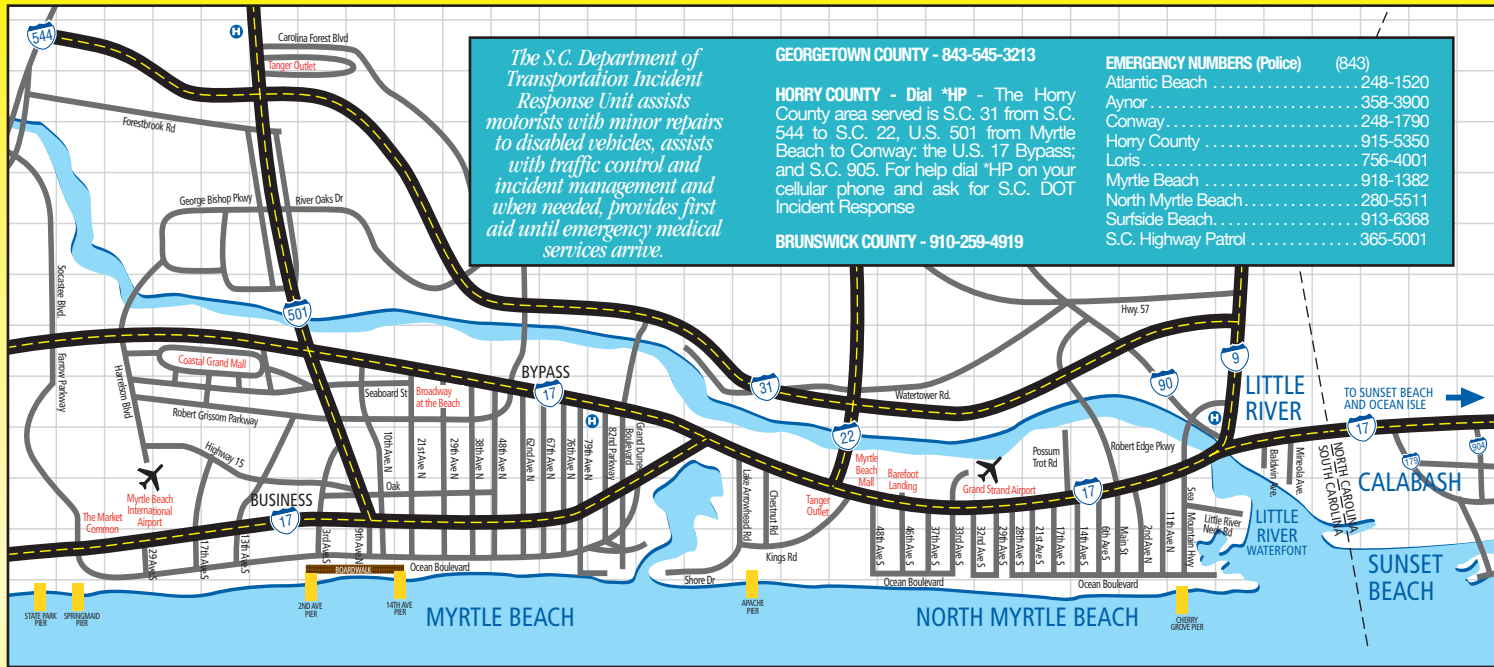 The S.C. Department of
Transportation Incident
Response Unit assists
motorists with minor repairs
to disabled vehicles, assists
with traffic control and
incident management and
when needed, provides first
aid until emergency medical
services arrive.
GEORGETOWN COUNTY - 843-545-3213
HORRY COUNTY - Dial *HP - The Horry
County area served is S.C. 31 from S.C.
544 to S.C. 22, U.S. 501 from Myrtle
Beach to Conway: the U.S. 17 Bypass;
and S.C. 905. For help dial *HP on your
cellular phone and ask for S.C. DOT
Incident Response
BRUNSWICK COUNTY - 910-259-4919
EMERGENCY NUMBERS (Police) (843)
Atlantic Beach ........................248-1520
Aynor ........................358-3900
Conway........................248-1790
Horry County ........................915-5350
Loris........................756-4001
Myrtle Beach ........................918-1382
North Myrtle Beach........................280-5511
Surfside Beach........................913-6368
S.C. Highway Patrol ........................365-5001
544
H
Carolina Forest Blvd
Tanger Outlet
Forestbrook Rd
George Bishop Pkwy
River Oaks Dr
Socastee Blvd.
501
Farrow Parkway
Harrelson Blvd
Coastal Grand Mall
Robert Grissom Parkway
Highway 15
Seaboard St
Broadway
at the Beach
BYPASS
17
10th Ave. N
21st Ave N
29th Ave. N
38th Ave. N
48th Ave. N
62nd Ave N
67th Ave. N
76th Ave. N
79th Ave. N
82nd Parkway
Grand Dunes
Boulevard
H
Oak
BUSINESS
17
Myrtle Beach
International
Airport
The Market
Common
29 Ave. S
17th Ave S
13th Ave. S
3rd Ave. S
9th Ave. N
BOARDWALK
Ocean Boulevard
STATE PARK
PIER
SPRINGMAID
PIER
2ND AVE
PIER
14TH AVE
PIER
MYRTLE BEACH
31
Watertower Rd.
22
90
9
Hwy. 57
H
LITTLE
RIVER
TO SUNSET BEACH
AND OCEAN ISLE
17
Myrtle
Beach
Mall
Barefoot
Landing
Grand Strand Airport
Possum
Trot Rd
Robert Edge Pkwy
17
Tanger
Outlet
Lake Arrowhead Rd
Chestnut Rd
Kings Rd
Shore Dr
APACHE
PIER
48th Ave S
46th Ave. S
37th Ave. S
33rd Ave. S
32nd Ave. S
29th Ave. S
28th Ave. S
21st Ave. S
17th Ave. S
14th Ave. S
6th Ave. S
Main St
2nd Ave. N
11th Ave. N
Sea
Mountain Hwy
Little River
Neck Rd
Ocean Boulevard
Ocean Boulevard
NORTH MYRTLE BEACH
CHERRY
GROVE PIER
Baldwin Ave.
Mineola Ave.
NORTH CAROLINA
SOUTH CAROLINA
179
904
CALABASH
LITTLE
RIVER
WATERFONT
SUNSET
BEACH